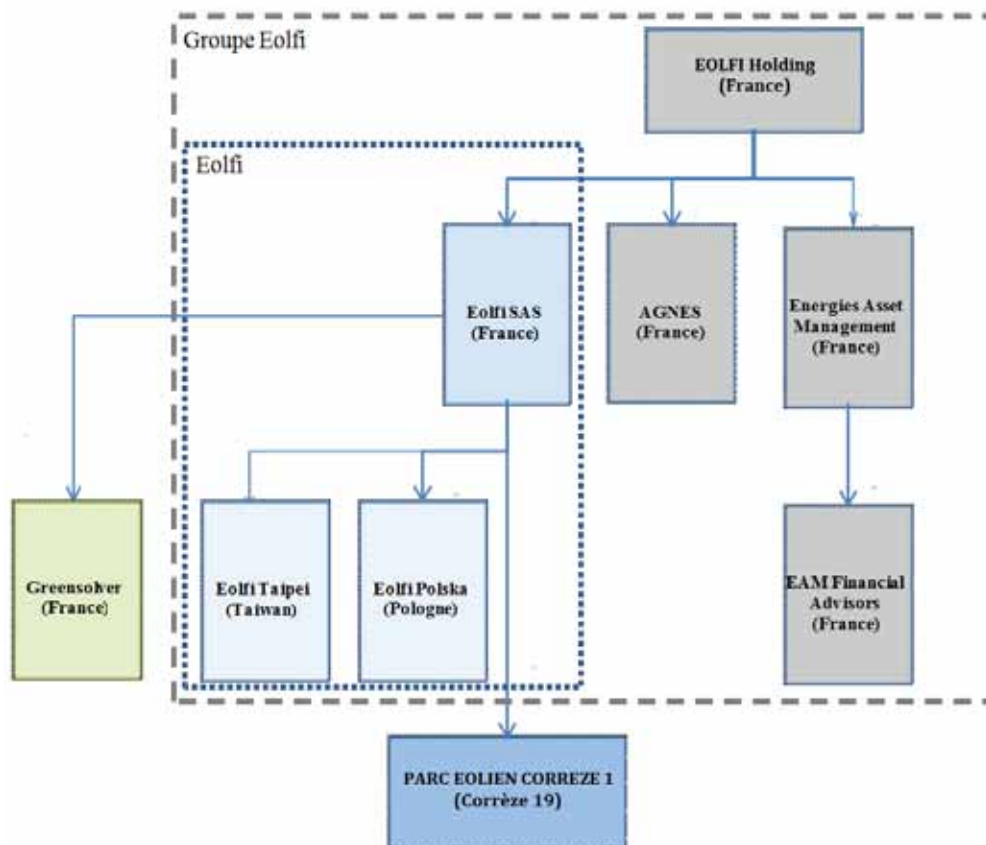 Groupe Eolfi
EOLFI Holding
(France)
Eolfi
Eolfi SAS
(France)
AGNES
(France)
Energies Asset
Management
(France)
Greensolver
(France)
Eolfi Taipei
(Taiwan)
Eolfi Polska
(Pologne)
EAM Financial
Advisors
(France)
PARC EOLIEN CORREZE 1
(Corrèze 19)